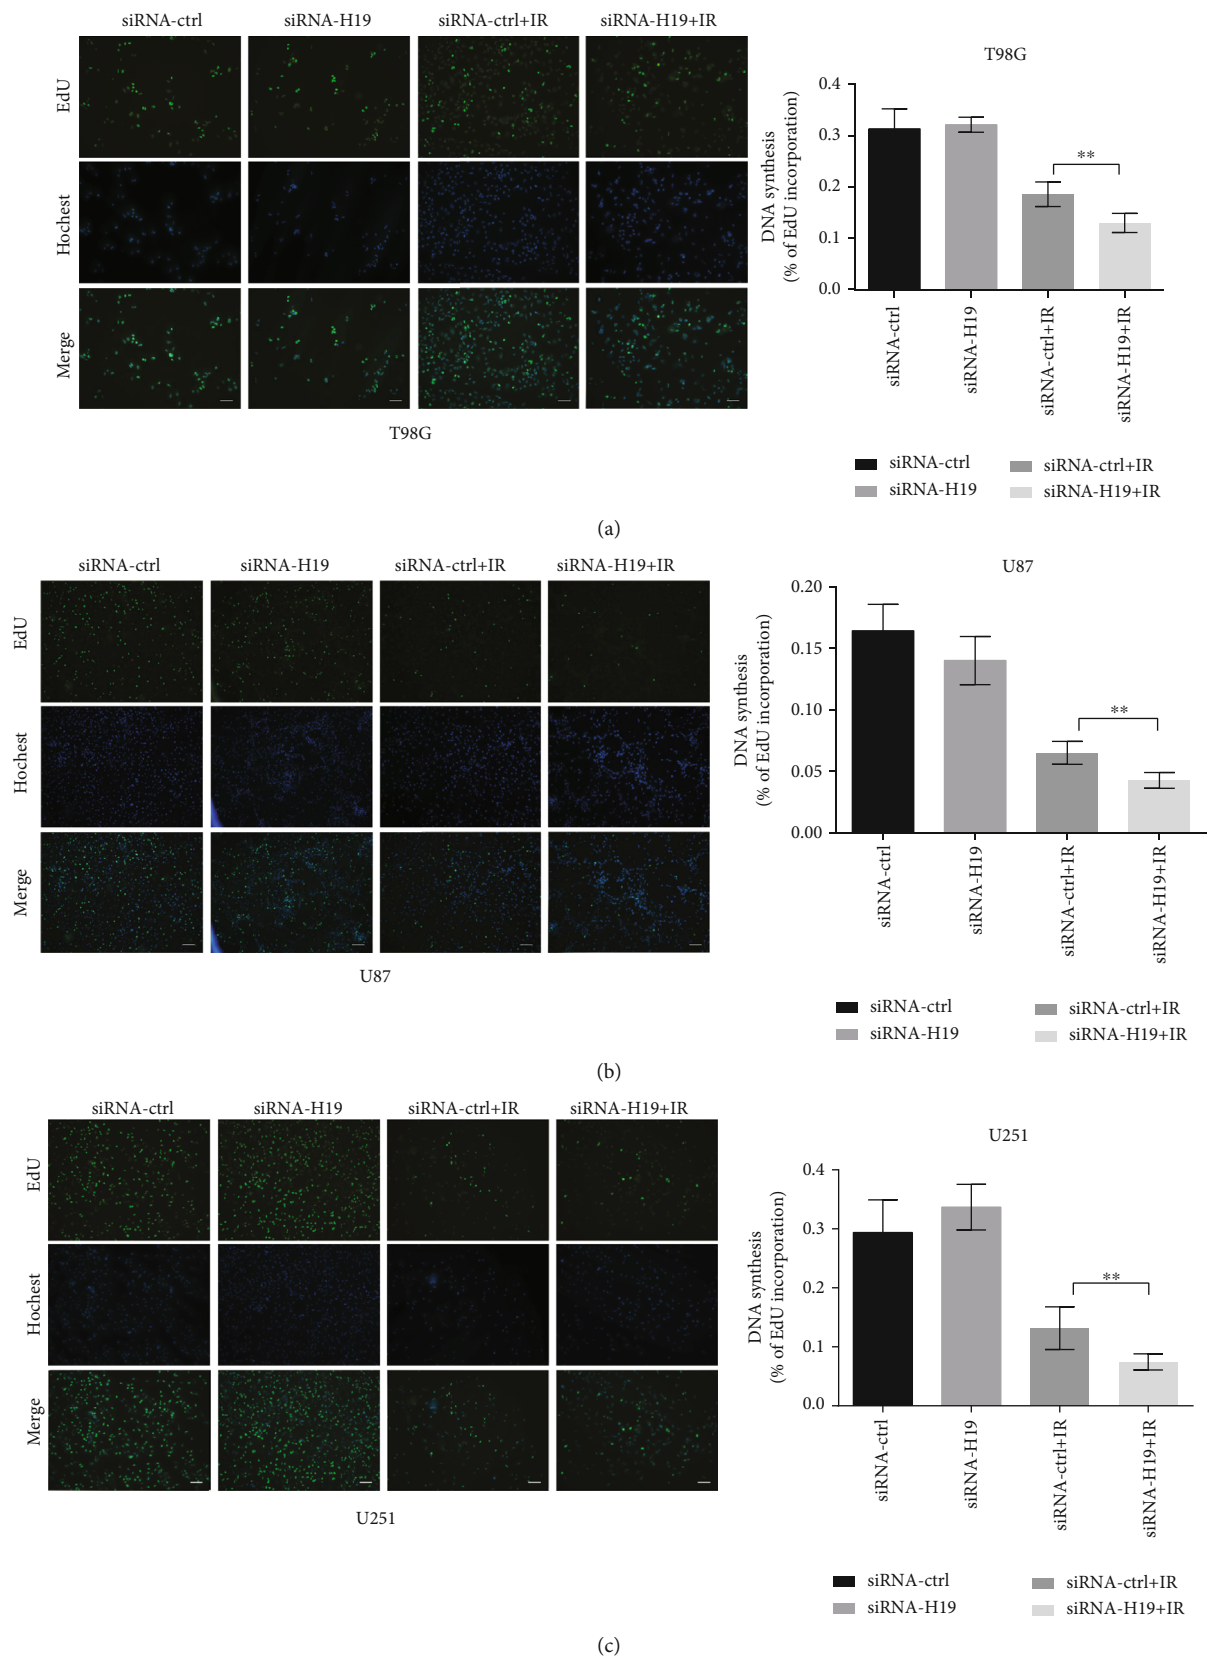 siRNA-ctrl siRNA-H19 siRNA-ctrl+IR siRNA-H19+IR
EdU
Hochest
Merge
T98G
T98G
DNA synthesis
(% of EdU incorporation)
0.4
0.3
0.2
0.1
0.0
**
siRNA-ctrl
siRNA-H19
siRNA-ctrl+IR
siRNA-H19+IR
siRNA-ctrl siRNA-ctrl+IR
siRNA-H19 siRNA-H19+IR
(a)
siRNA-ctrl siRNA-H19 siRNA-ctrl+IR siRNA-H19+IR
EdU
Hochest
Merge
U87
U87
DNA synthesis
(% of EdU incorporation)
0.20
0.15
0.10
0.05
0.00
**
siRNA-ctrl
siRNA-H19
siRNA-ctrl+IR
siRNA-H19+IR
siRNA-ctrl siRNA-ctrl+IR
siRNA-H19 siRNA-H19+IR
(b)
siRNA-ctrl siRNA-H19 siRNA-ctrl+IR siRNA-H19+IR
EdU
Hochest
Merge
U251
U251
DNA synthesis
(% of EdU incorporation)
0.4
0.3
0.2
0.1
0.0
**
siRNA-ctrl
siRNA-H19
siRNA-ctrl+IR
siRNA-H19+IR
siRNA-ctrl siRNA-ctrl+IR
siRNA-H19 siRNA-H19+IR
(c)